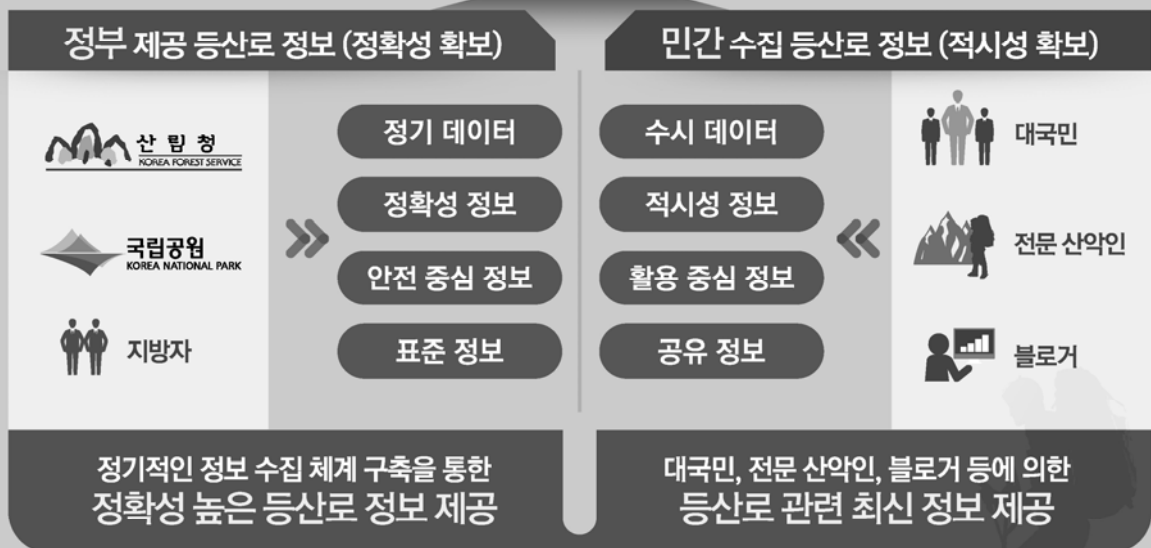 정부 제공 등산로 정보 (정확성 확보)
산림청
KOREA FOREST SERVICE
국립공원
KOREA NATIONAL PARK
지방자
정기 데이터
정확성 정보
안전 중심 정보
표준 정보
정기적인 정보 수집 체계 구축을 통한
정확성 높은 등산로 정보 제공
민간 수집 등산로 정보 (적시성 확보)
수시 데이터
적시성 정보
활용 중심 정보
공유 정보
대국민
전문 산악인
블로거
대국민, 전문 산악인, 블로거 등에 의한
등산로 관련 최신 정보 제공